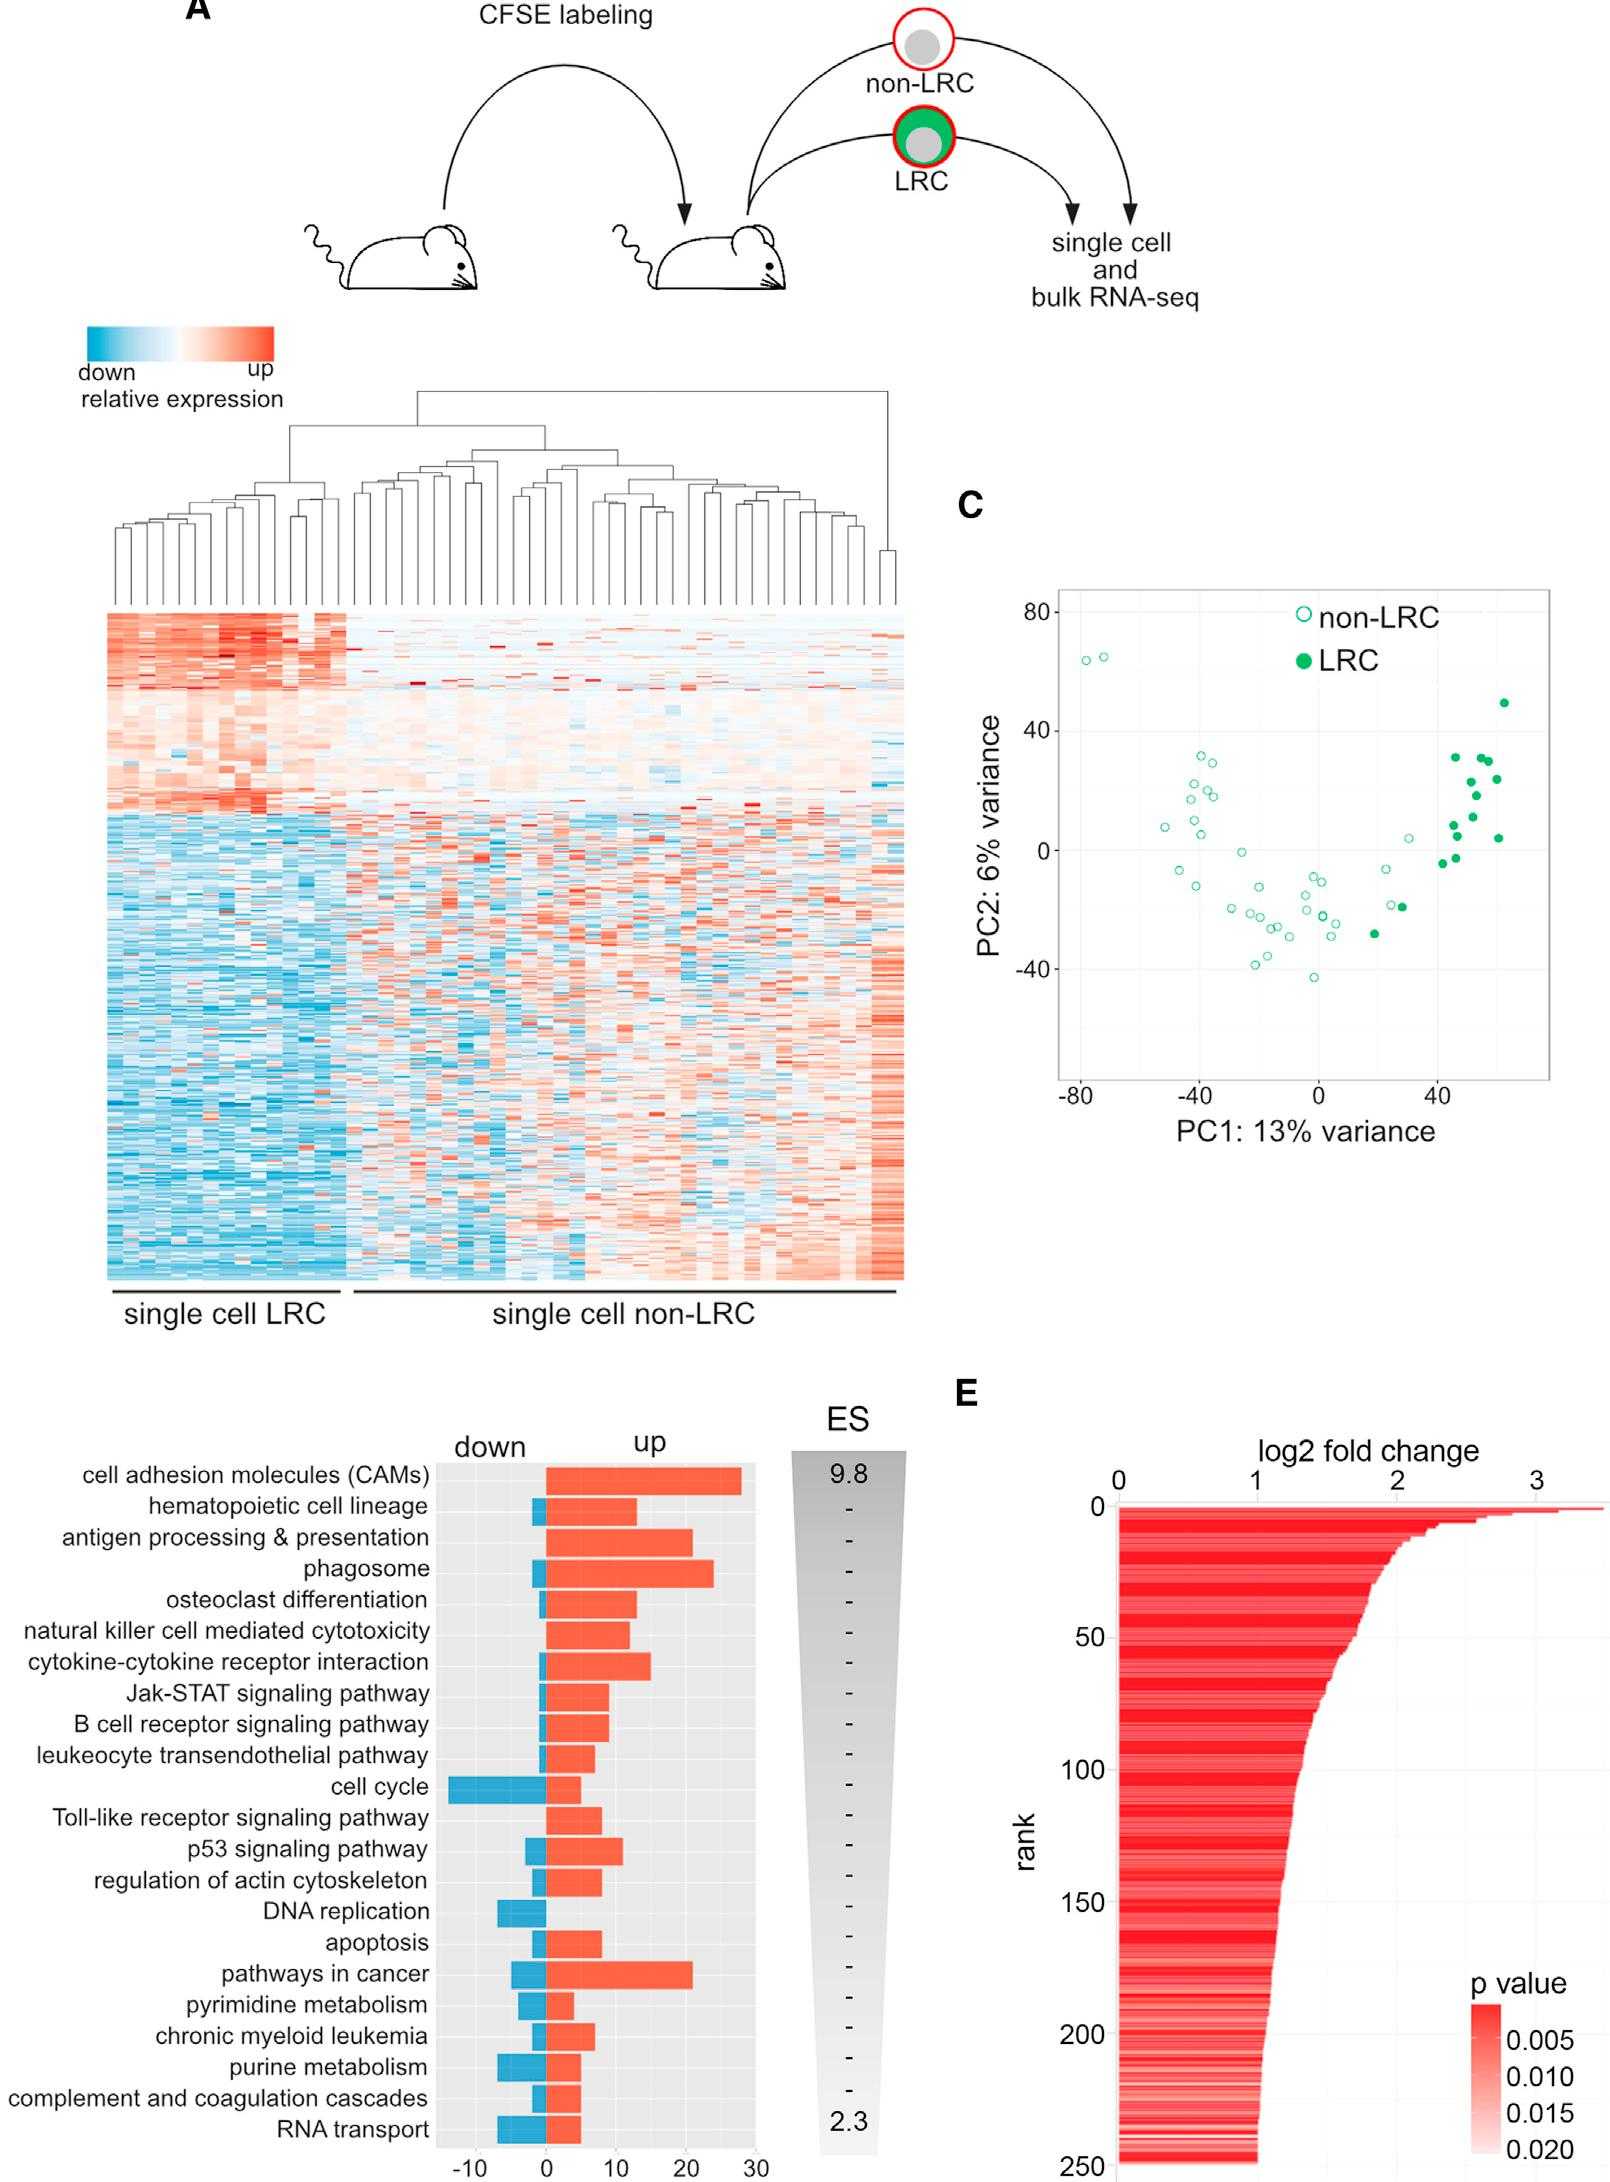 A
CFSE labeling
non-LRC
LRC
single cell
and
bulk RNA-seq
down
up
relative expression
single cell LRC
single cell non-LRC
C
non-LRC
LRC
80
40
0
-40
PC2: 6% variance
-80
-40
0
40
PC1: 13% variance
down
up
ES
cell adhesion molecules (CAMs)
hematopoietic cell lineage
antigen processing & presentation
phagosome
osteoclast differentiation
natural killer cell mediated cytotoxicity
cytokine-cytokine receptor interaction
Jak-STAT signaling pathway
B cell receptor signaling pathway
leukeocyte transendothelial pathway
cell cycle
Toll-like receptor signaling pathway
p53 signaling pathway
regulation of actin cytoskeleton
DNA replication
apoptosis
pathways in cancer
pyrimidine metabolism
chronic myeloid leukemia
purine metabolism
complement and coagulation cascades
RNA transport
-10
0
10
20
30
9.8
2.3
E
log2 fold change
0
1
2
3
0
50
100
150
200
250
rank
p value
0.005
0.010
0.015
0.020